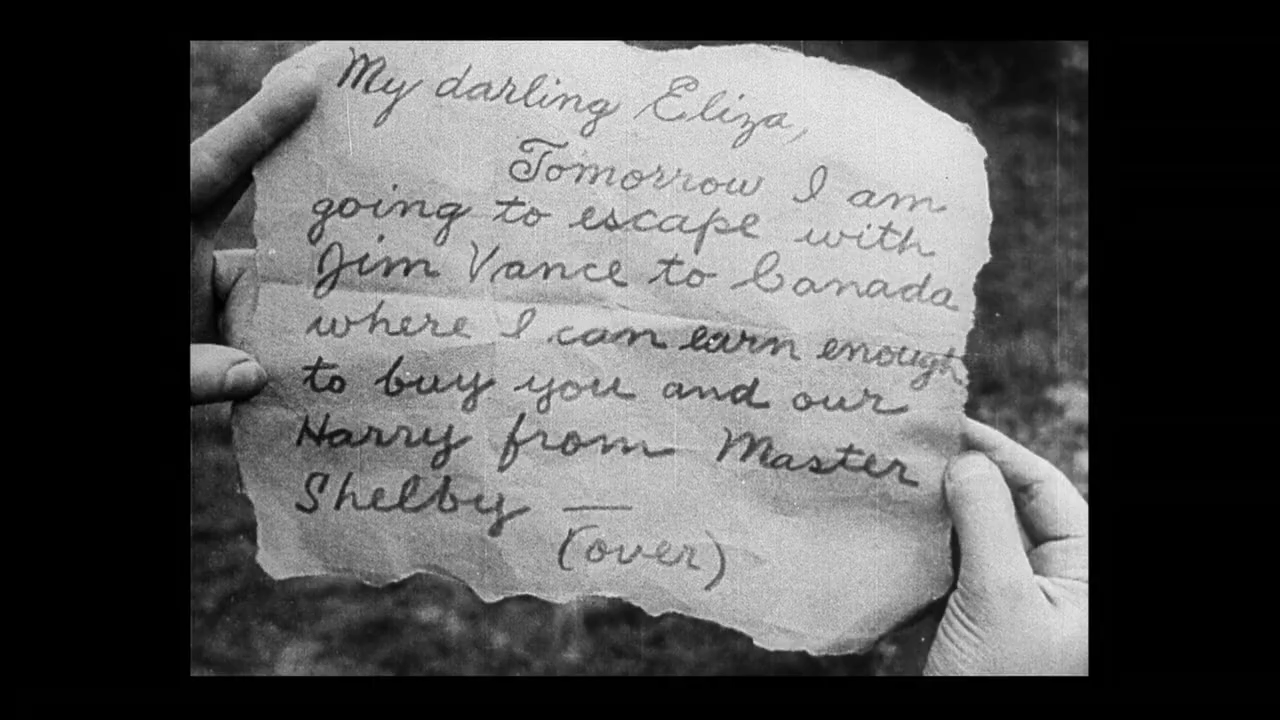 My darling Eliza,
Tomorrow I am
going to escape with
Jim Vance to Canada
where I can earn enough
to buy you and our
Harry from Master
Shelby —
(over)